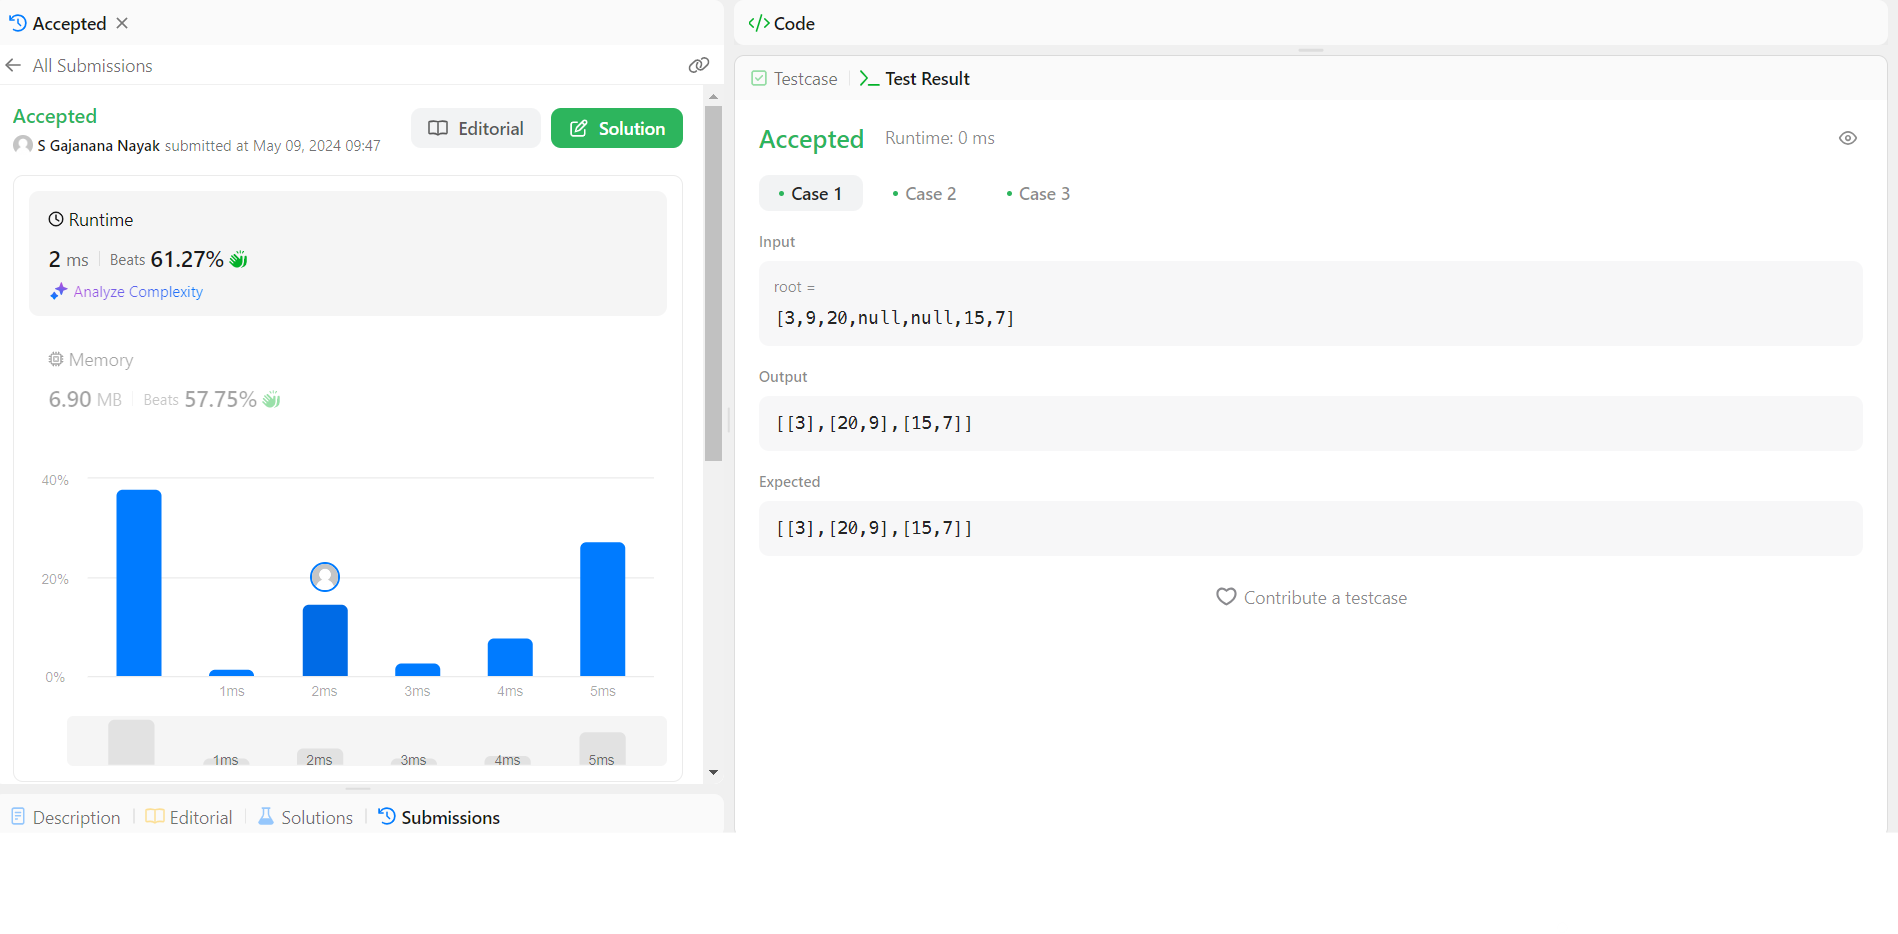 Accepted
All Submissions
Accepted
Editorial
Solution
S Gajanana Nayak submitted at May 09, 2024 09:47
Runtime
2 ms Beats 61.27%
Analyze Complexity
Memory
6.90 MB Beats 57.75%
40%
20%
0%
1ms 2ms 3ms 4ms 5ms
1ms 2ms 3ms 4ms 5ms
Description Editorial Solutions Submissions
</> Code
Testcase >_ Test Result
Accepted Runtime: 0 ms
• Case 1 • Case 2 • Case 3
Input
root =
[3,9,20,null,null,15,7]
Output
[[3],[20,9],[15,7]]
Expected
[[3],[20,9],[15,7]]
Contribute a testcase